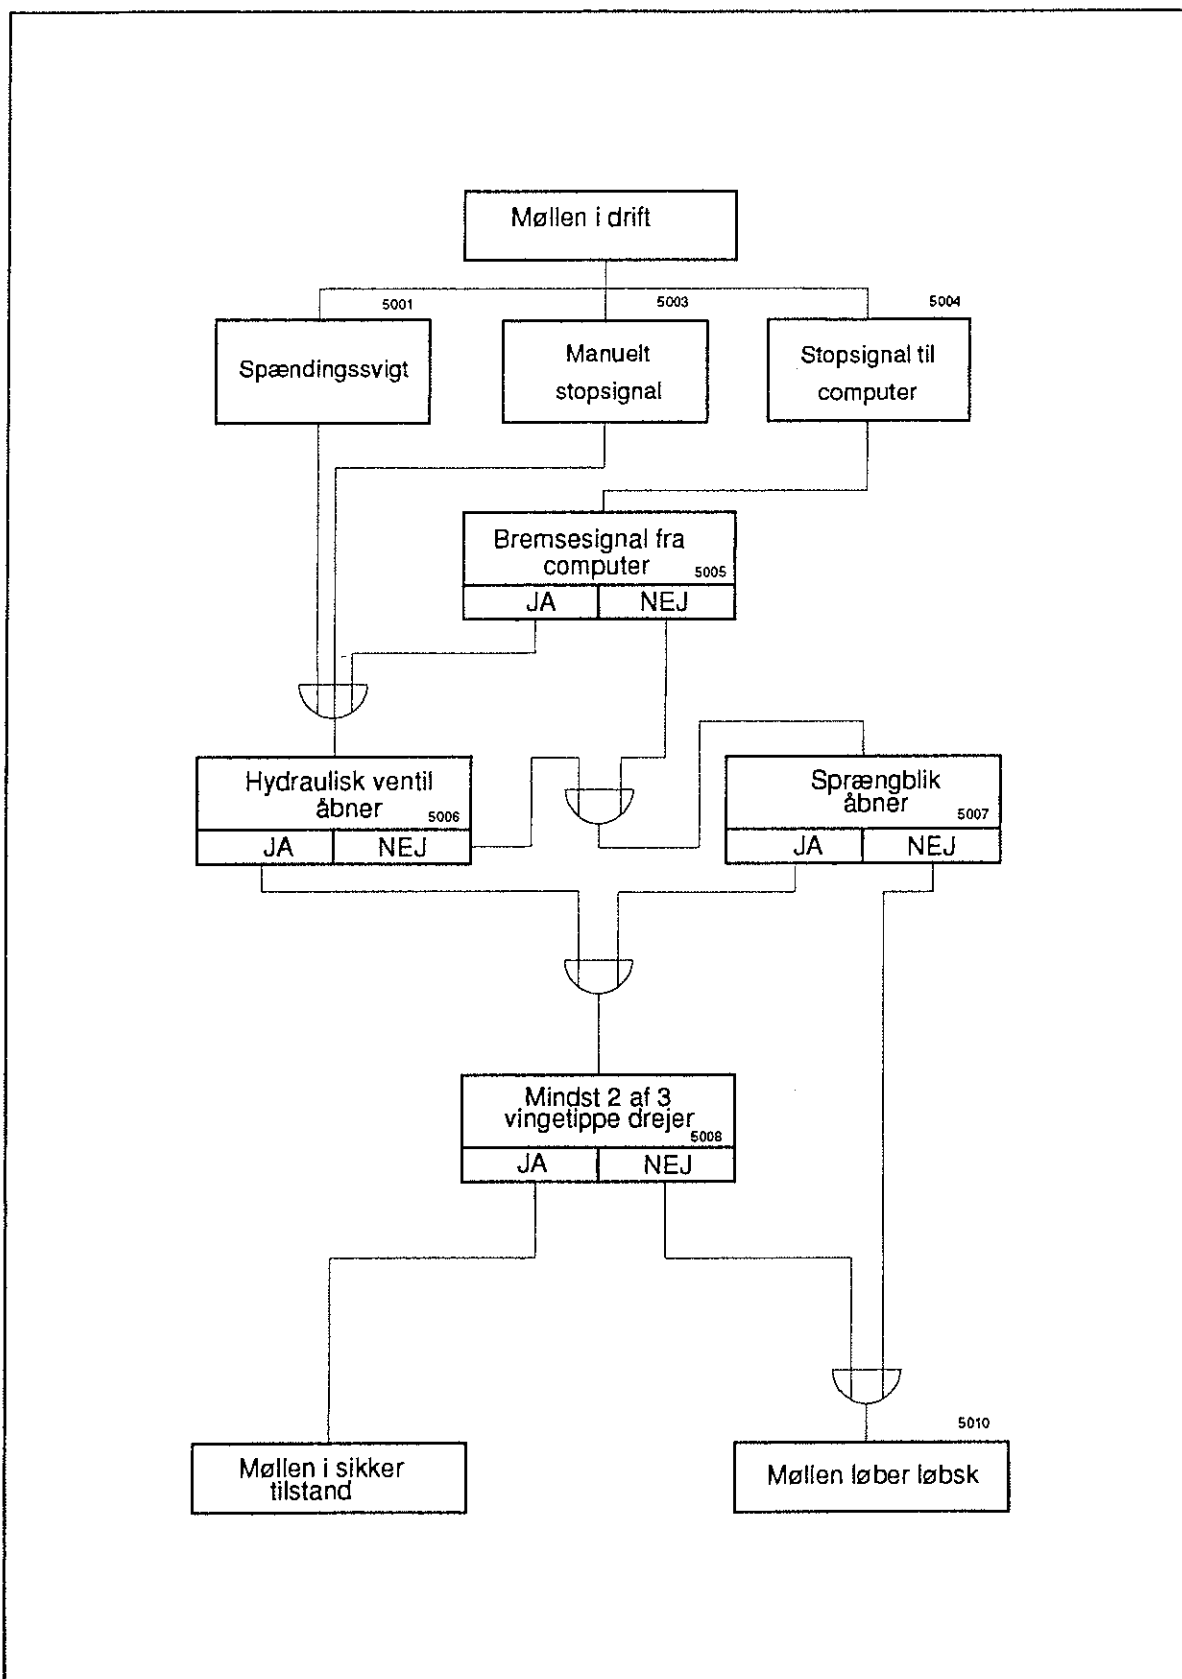 Møllen i drift
5001
5003
5004
Spændingssvigt
Manuelt
stopsignal
Stopsignal til
computer
Bremsesignal fra
computer
5005
JA
NEJ
Hydraulisk ventil
åbner
5006
JA
NEJ
Sprængblik
åbner
5007
JA
NEJ
Mindst 2 af 3
vingetippe drejer
5008
JA
NEJ
Møllen i sikker
tilstand
5010
Møllen løber løbsk